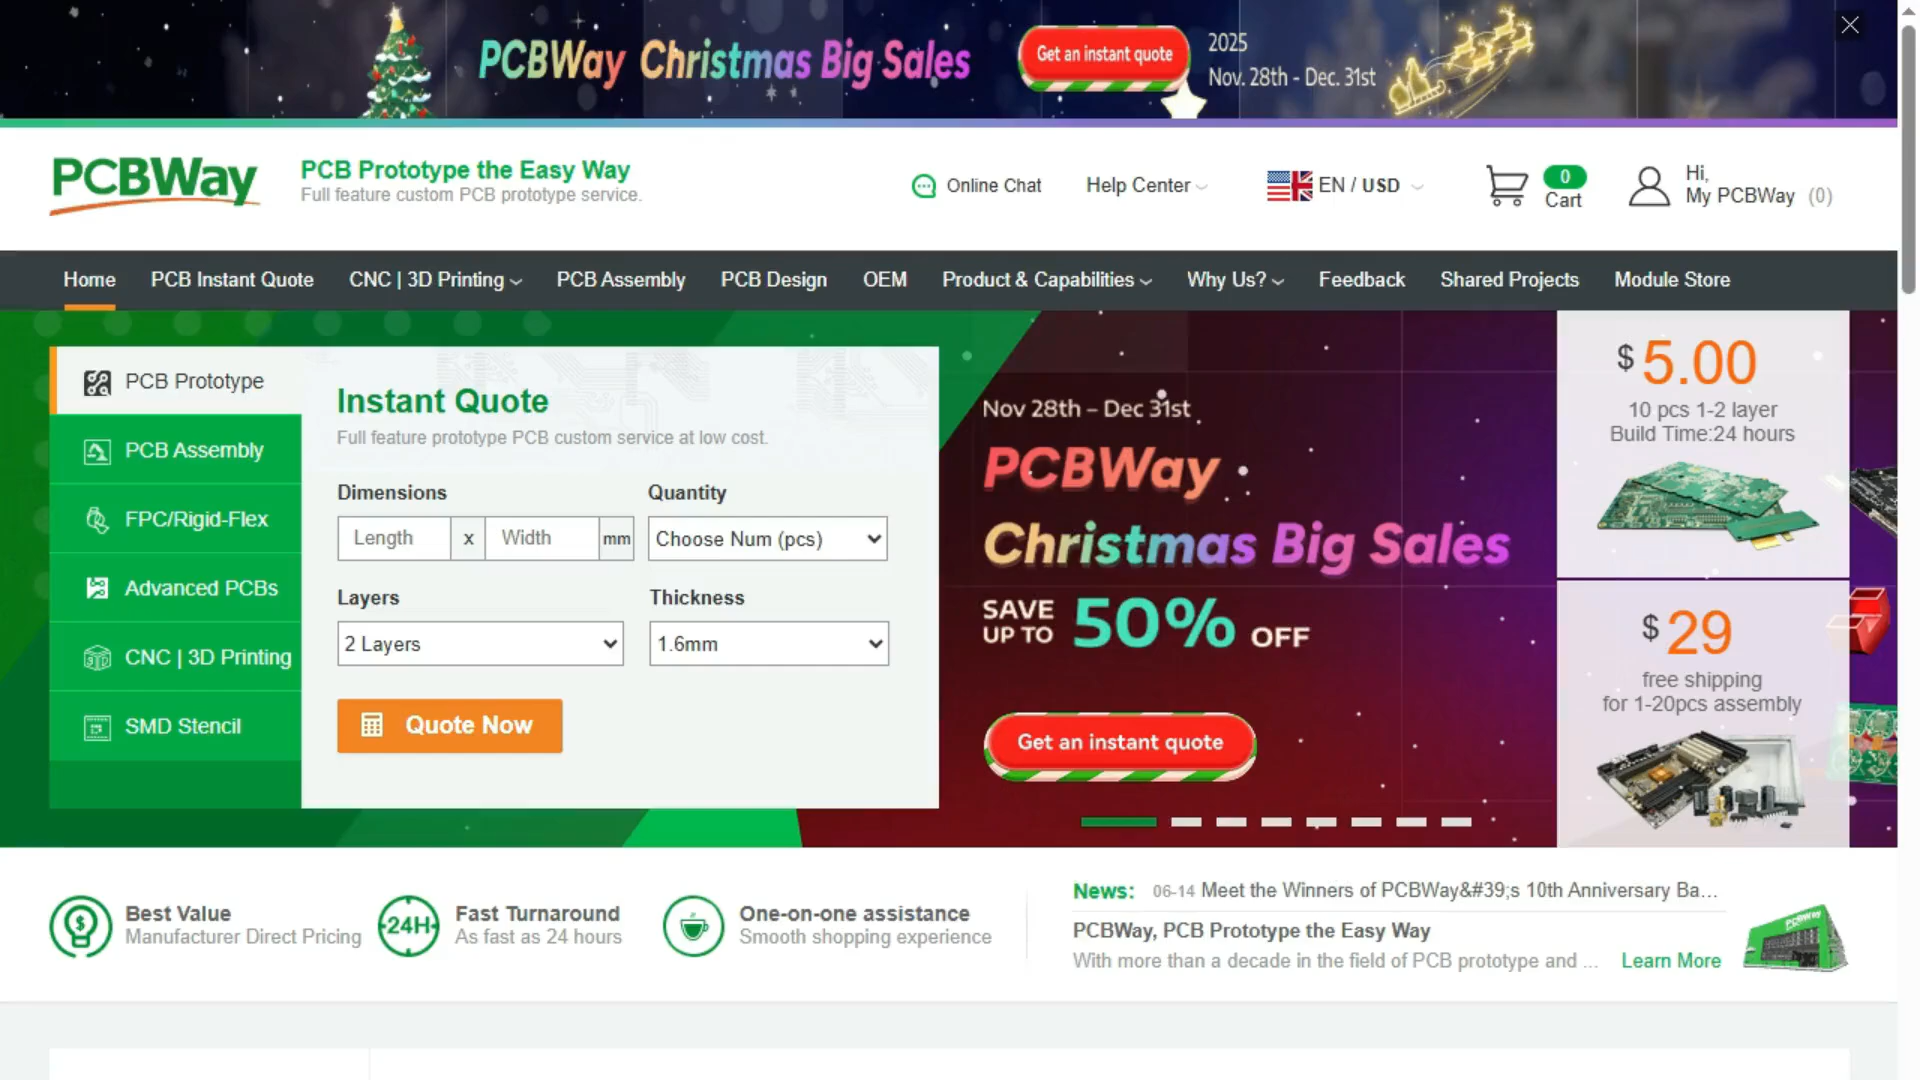 PCBWay Christmas Big Sales
Get an instant quote
2025
Nov. 28th - Dec. 31st
PCBWay
PCB Prototype the Easy Way
Full feature custom PCB prototype service.
Online Chat
Help Center
EN / USD
0
Cart
Hi,
My PCBWay (0)
Home
PCB Instant Quote
CNC | 3D Printing
PCB Assembly
PCB Design
OEM
Product & Capabilities
Why Us?
Feedback
Shared Projects
Module Store
PCB Prototype
PCB Assembly
FPC/Rigid-Flex
Advanced PCBs
CNC | 3D Printing
SMD Stencil
Instant Quote
Full feature prototype PCB custom service at low cost.
Dimensions
Quantity
Length x Width mm
Choose Num (pcs)
Layers
Thickness
2 Layers
1.6mm
Quote Now
Nov 28th – Dec 31st
PCBWay
Christmas Big Sales
SAVE UP TO 50% OFF
Get an instant quote
$ 5.00
10 pcs 1-2 layer
Build Time:24 hours
$ 29
free shipping
for 1-20pcs assembly
Best Value
Manufacturer Direct Pricing
24H
Fast Turnaround
As fast as 24 hours
One-on-one assistance
Smooth shopping experience
News: 06-14 Meet the Winners of PCBWay&#39;s 10th Anniversary Ba...
PCBWay, PCB Prototype the Easy Way
With more than a decade in the field of PCB prototype and ... Learn More
PCBWay